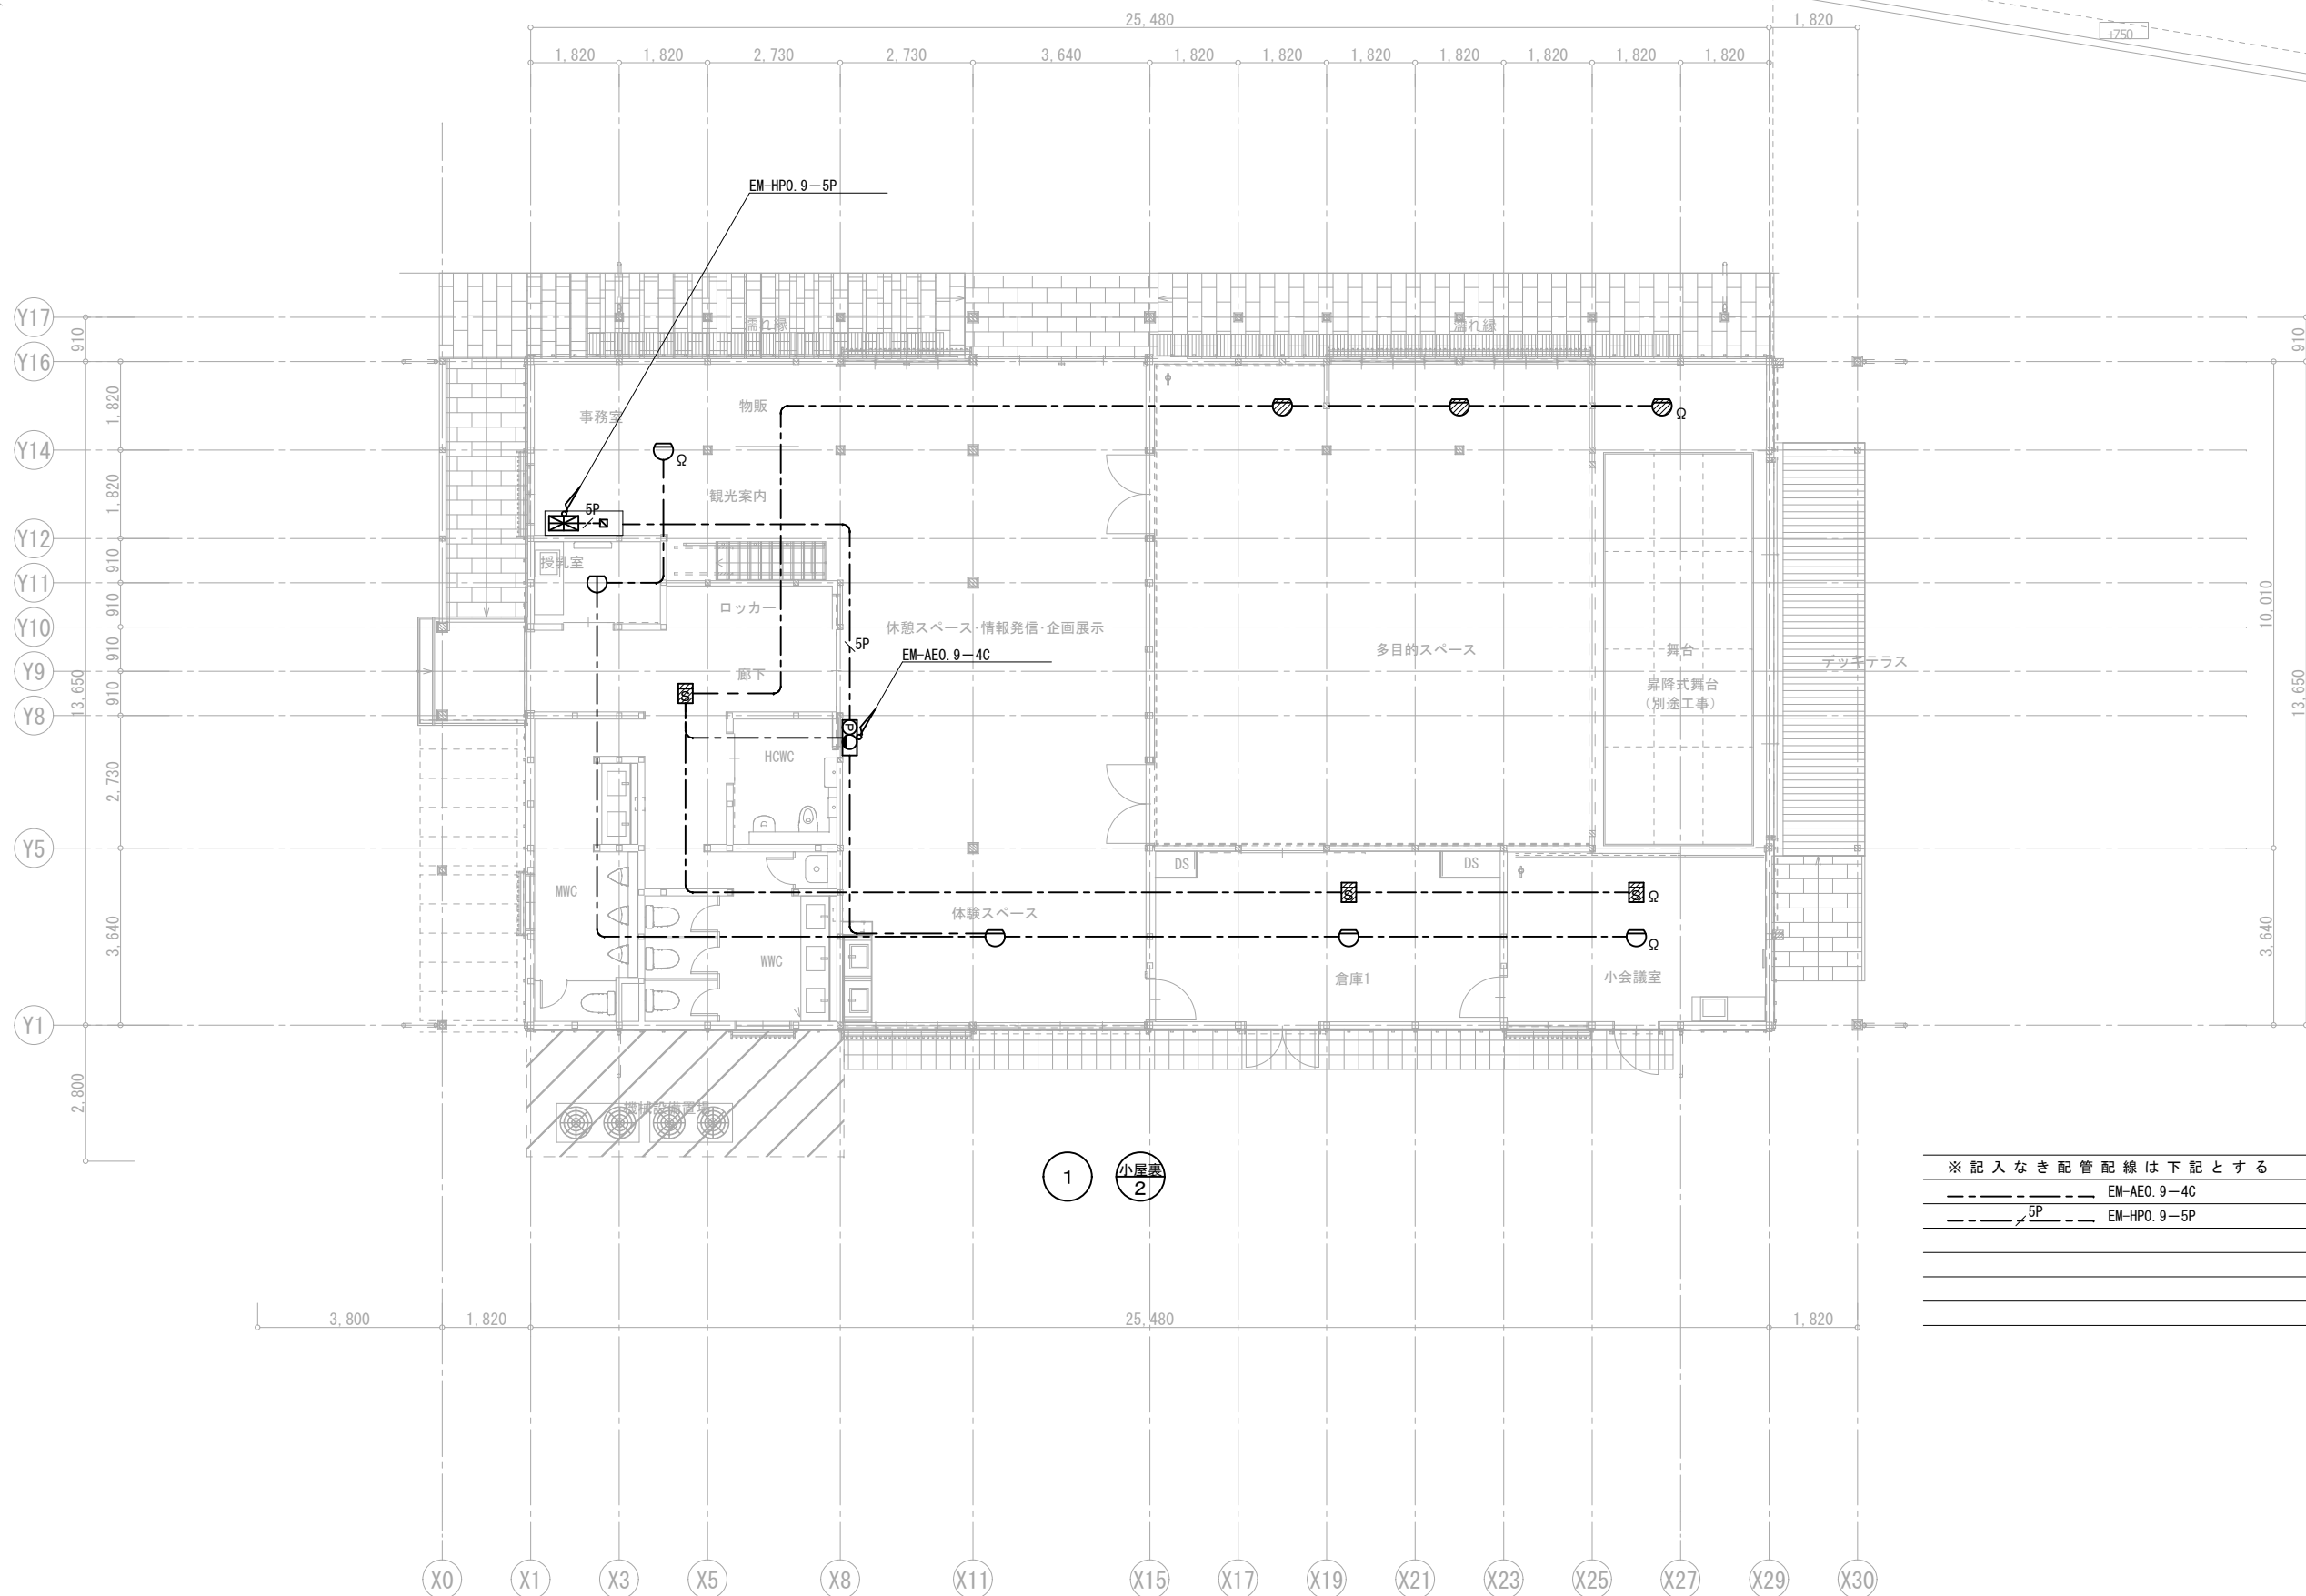 25,480
1,820
+750
1,820
1,820
2,730
2,730
3,640
1,820
1,820
1,820
1,820
1,820
1,820
1,820
EM-HP0.9-5P
Y17
910
濡れ縁
濡れ縁
910
Y16
1,820
事務室
物販
Ω
Y14
Ω
1,820
観光案内
5P
Y12
910
授乳室
Y11
910
ロッカー
10,010
Y10
休憩スペース・情報発信・企画展示
910
5P
EM-AE0.9-4C
多目的スペース
舞台
デッキテラス
Y9
廊下
S
昇降式舞台
(別途工事)
13,650
910
13,650
Y8
P
HCWC
2,730
Y5
DS
DS
MWC
S
S
Ω
体験スペース
3,640
3,640
Ω
WWC
倉庫1
小会議室
Y1
2,800
機械設備置場
1
小屋裏
2
※記入なき配管配線は下記とする
EM-AE0.9-4C
5P
EM-HP0.9-5P
3,800
1,820
25,480
1,820
X0
X1
X3
X5
X8
X11
X15
X17
X19
X21
X23
X25
X27
X29
X30